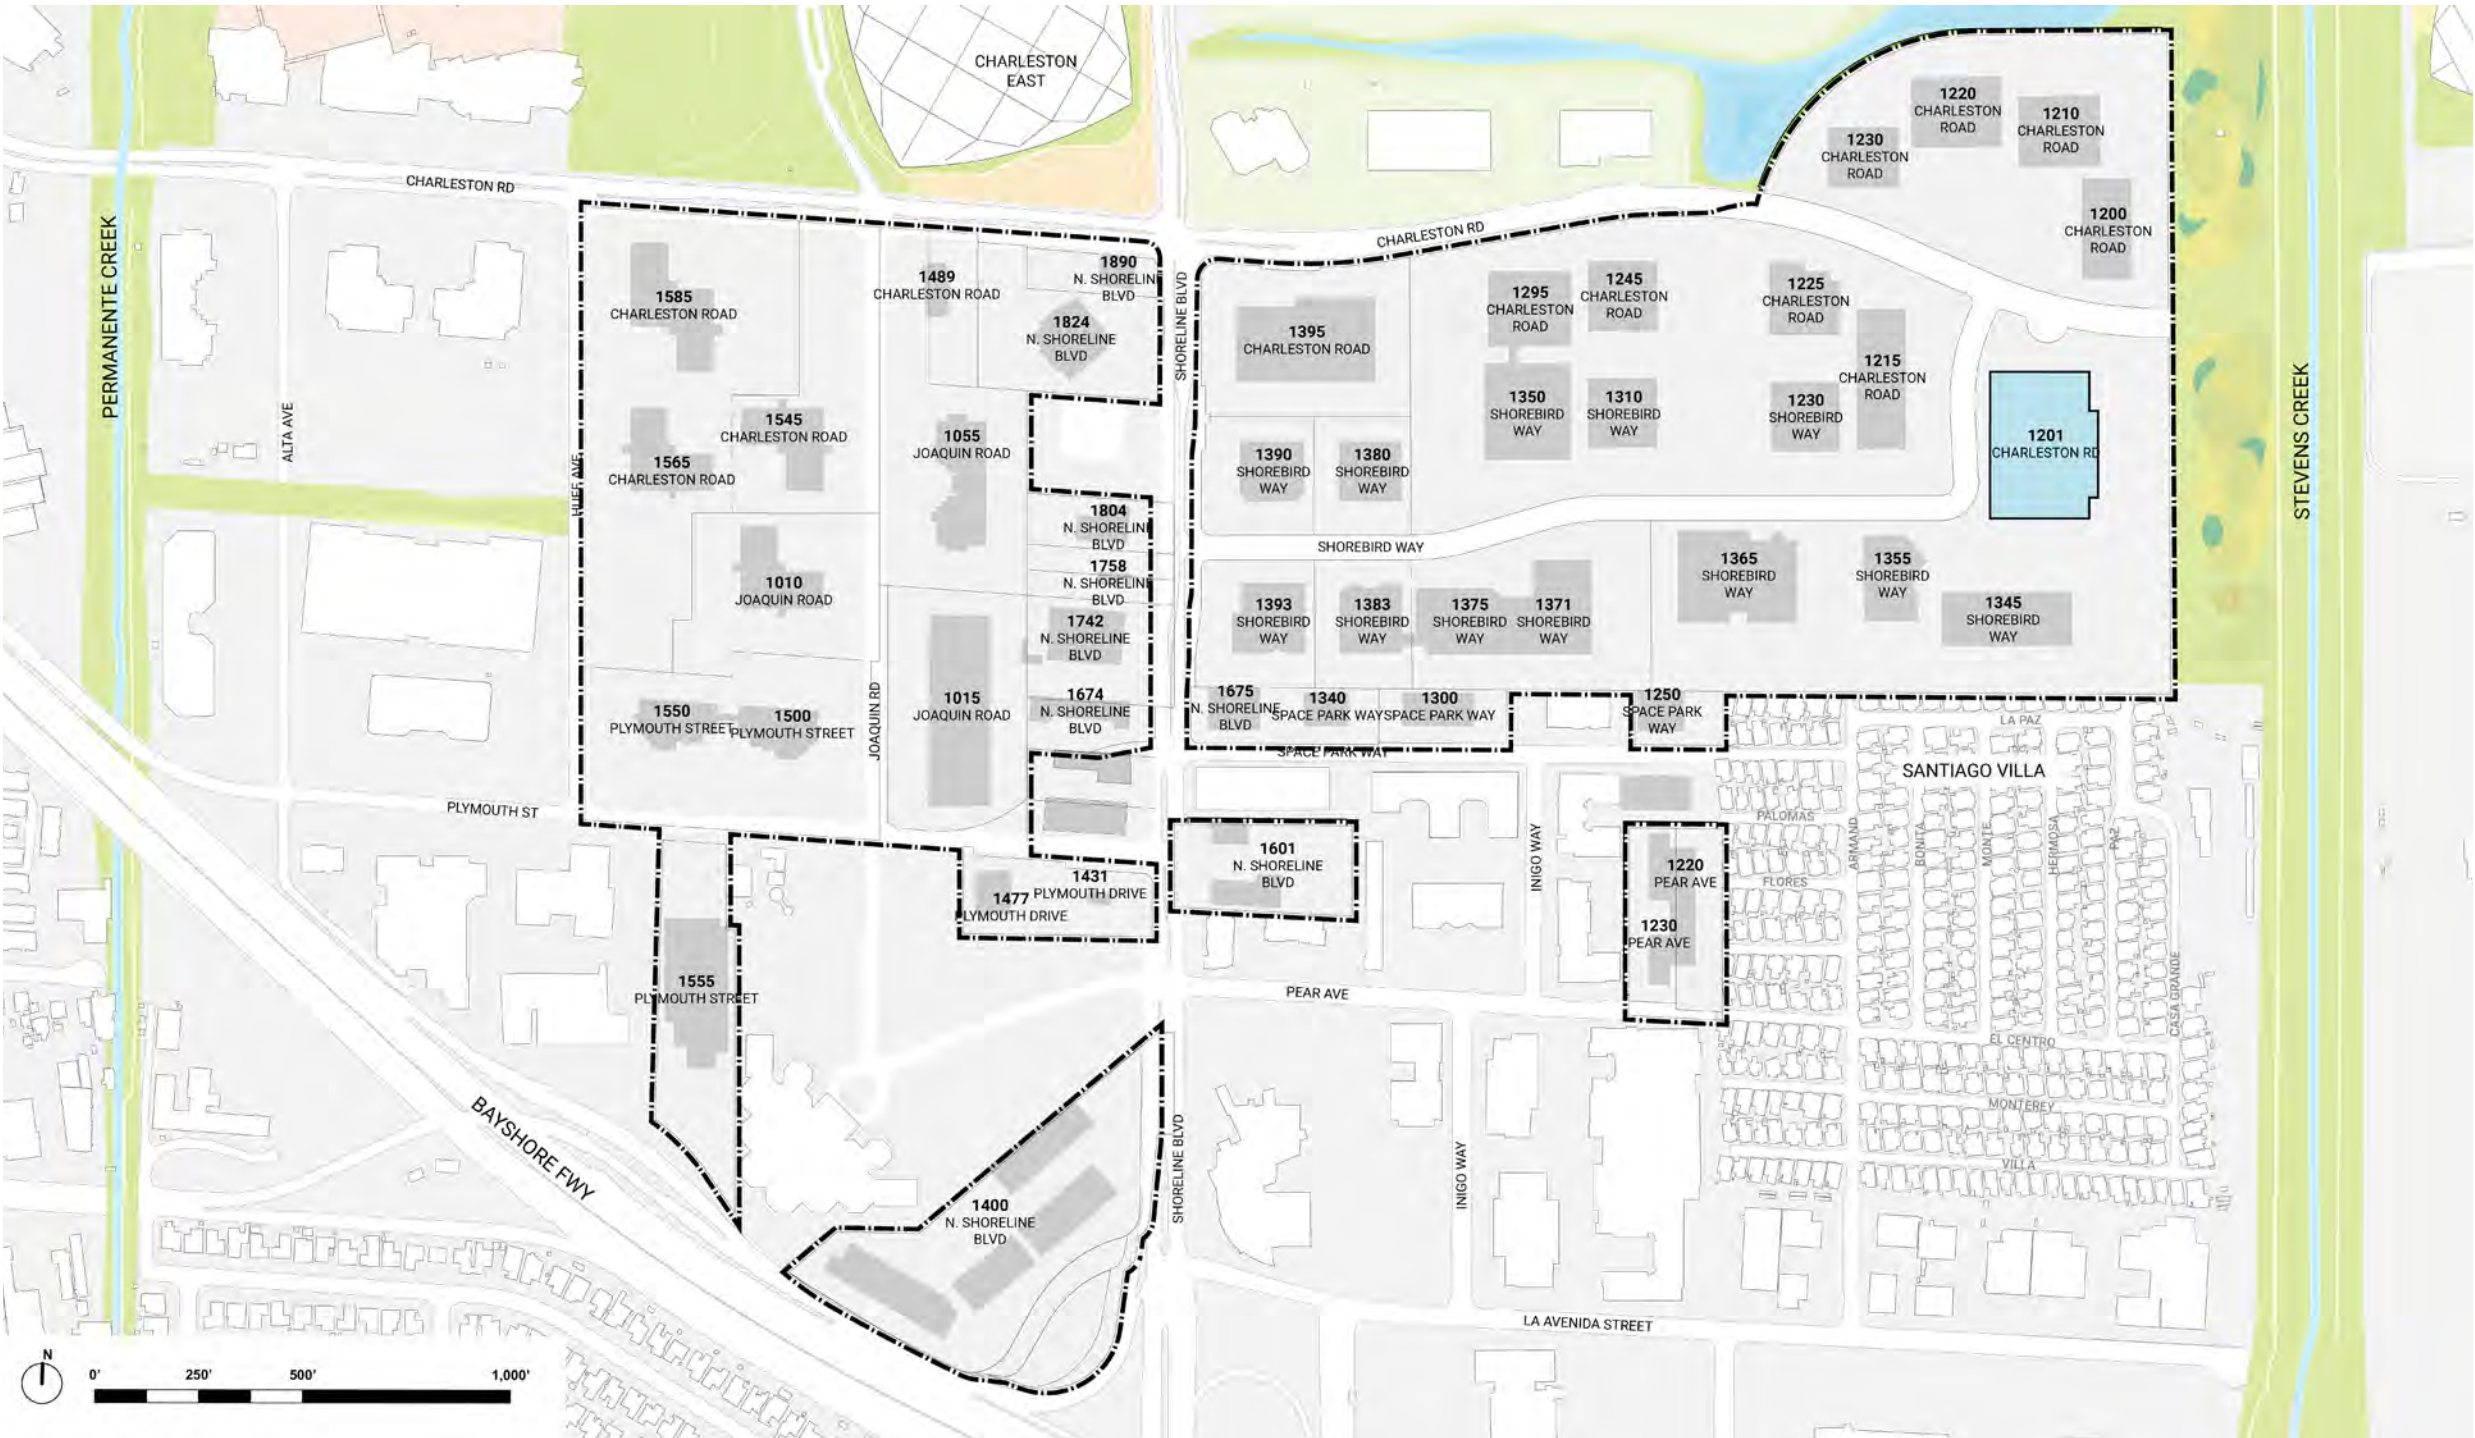 CHARLESTON
EAST
CHARLESTON RD
PERMANENTE CREEK
ALTA AVE
HUFF AVE
1585
CHARLESTON ROAD
1489
CHARLESTON ROAD
1890
N. SHORELINE
BLVD
1824
N. SHORELINE
BLVD
1545
CHARLESTON ROAD
1565
CHARLESTON ROAD
1055
JOAQUIN ROAD
1804
N. SHORELINE
BLVD
1758
N. SHORELINE
BLVD
1010
JOAQUIN ROAD
1742
N. SHORELINE
BLVD
1674
N. SHORELINE
BLVD
1015
JOAQUIN ROAD
JOAQUIN RD
1550
PLYMOUTH STREET
1500
PLYMOUTH STREET
PLYMOUTH ST
SHORELINE BLVD
CHARLESTON RD
1220
CHARLESTON
ROAD
1210
CHARLESTON
ROAD
1230
CHARLESTON
ROAD
1200
CHARLESTON
ROAD
1395
CHARLESTON ROAD
1295
CHARLESTON
ROAD
1245
CHARLESTON
ROAD
1225
CHARLESTON
ROAD
1215
CHARLESTON
ROAD
1350
SHOREBIRD
WAY
1310
SHOREBIRD
WAY
1230
SHOREBIRD
WAY
1201
CHARLESTON RD
STEVENS CREEK
1390
SHOREBIRD
WAY
1380
SHOREBIRD
WAY
SHOREBIRD WAY
1365
SHOREBIRD
WAY
1355
SHOREBIRD
WAY
1345
SHOREBIRD
WAY
1393
SHOREBIRD
WAY
1383
SHOREBIRD
WAY
1375
SHOREBIRD
WAY
1371
SHOREBIRD
WAY
1675
N. SHORELINE
BLVD
1340
SPACE PARK WAY
1300
SPACE PARK WAY
1250
SPACE PARK
WAY
SPACE PARK WAY
LA PAZ
SANTIAGO VILLA
PALOMAS
FLORES
ARMAND
BONITA
MONTE
HERMOSA
PAZ
CASA GRANDE
EL CENTRO
MONTEREY
VILLA
1601
N. SHORELINE
BLVD
INIGO WAY
1220
PEAR AVE
1230
PEAR AVE
PEAR AVE
1431
PLYMOUTH DRIVE
1477
PLYMOUTH DRIVE
1555
PLYMOUTH STREET
BAYSHORE FWY
1400
N. SHORELINE
BLVD
SHORELINE BLVD
INIGO WAY
LA AVENIDA STREET
N
0' 250' 500' 1,000'